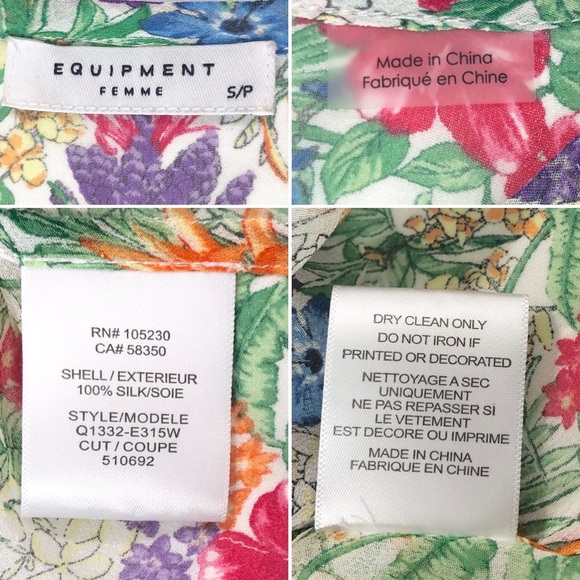 EQUIPMENT
FEMME
S/P
Made in China
Fabriqué en Chine
RN# 105230
CA# 58350
SHELL / EXTERIEUR
100% SILK/SOIE
STYLE/MODELE
Q1332-E315W
CUT / COUPE
510692
DRY CLEAN ONLY
DO NOT IRON IF
PRINTED OR DECORATED
NETTOYAGE A SEC
UNIQUEMENT
NE PAS REPASSER SI
LE VETEMENT
EST DECORE OU IMPRIME
MADE IN CHINA
FABRIQUE EN CHINE